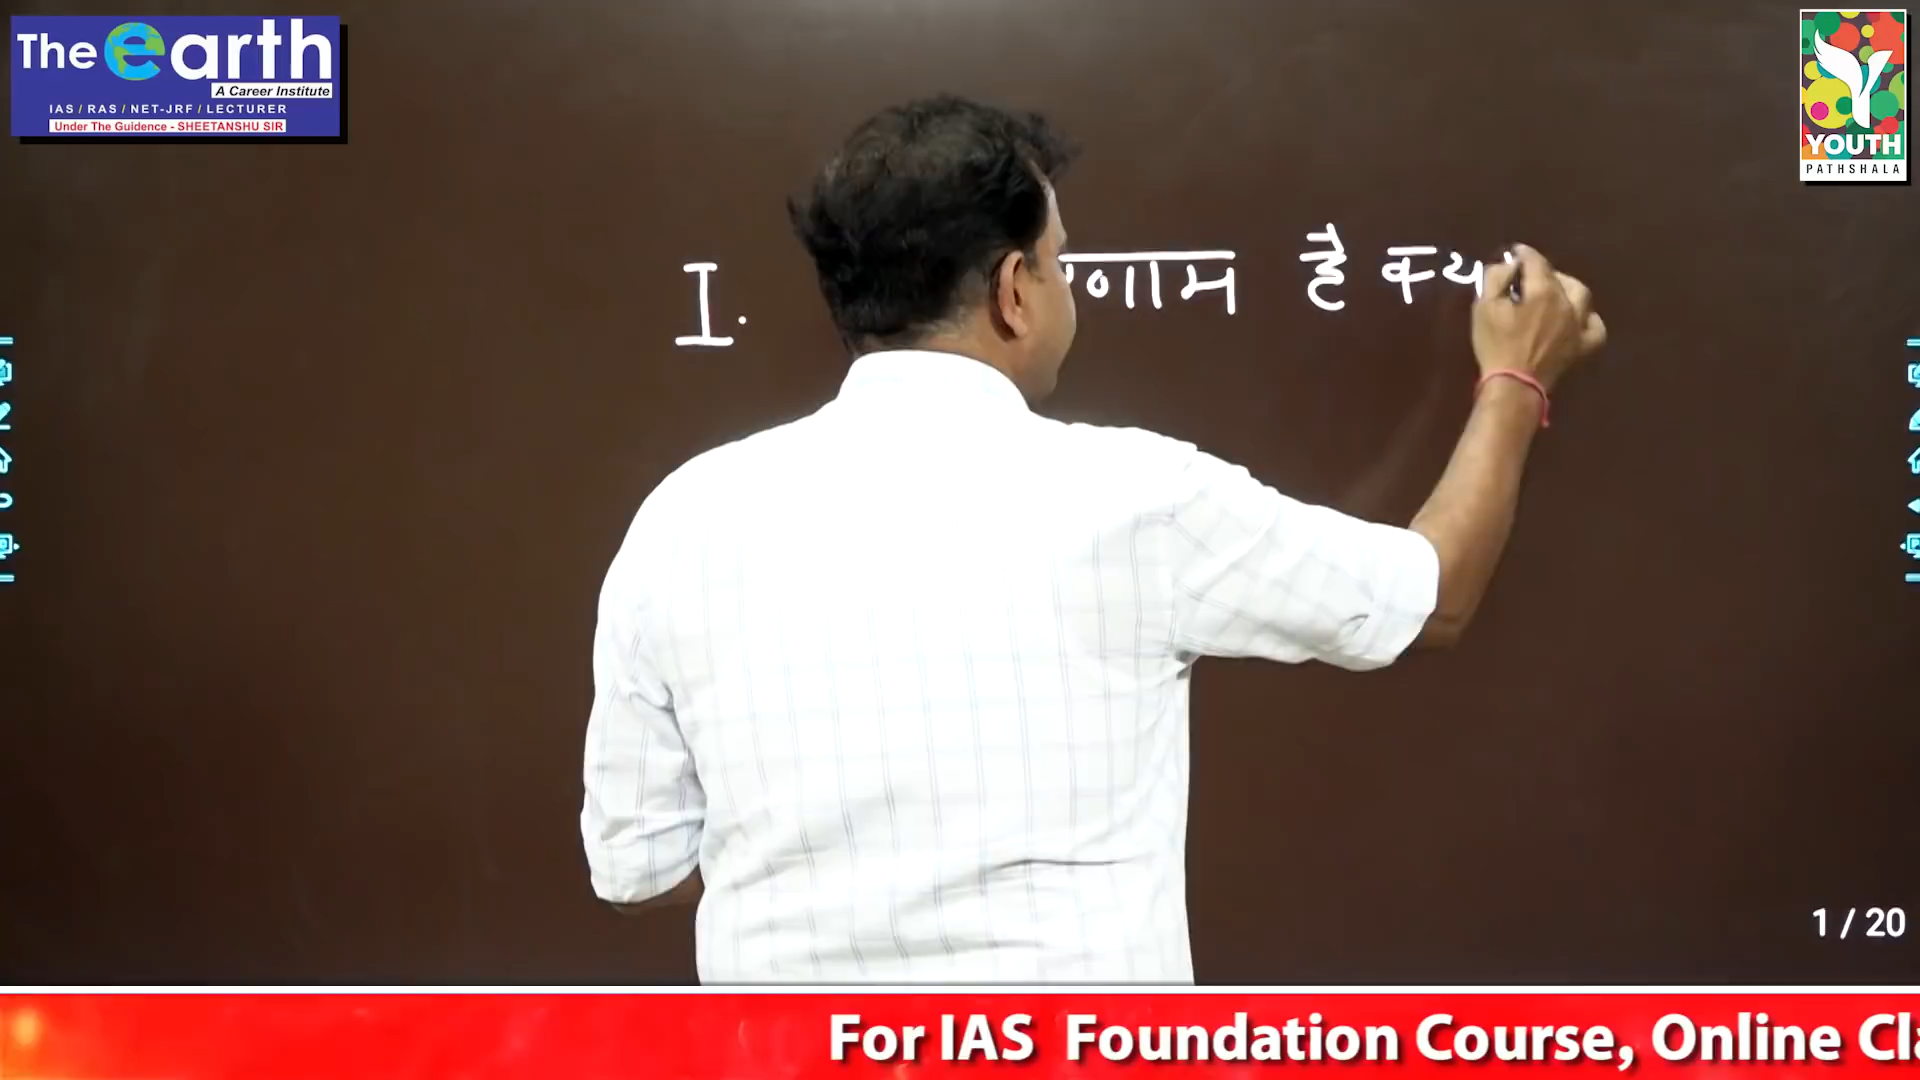 The earth
A Career Institute
IAS / RAS / NET-JRF / LECTURER
Under The Guidence - SHEETANSHU SIR
YOUTH
PATHSHALA
I. है
1 / 20
For IAS Foundation Course, Online